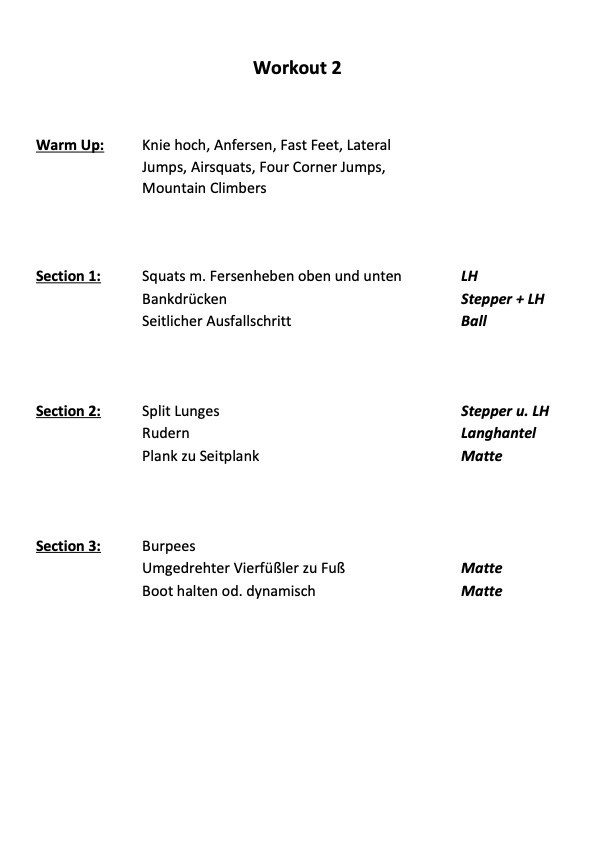 Workout 2
Warm Up: Knie hoch, Anfersen, Fast Feet, Lateral
Jumps, Airsquats, Four Corner Jumps,
Mountain Climbers
Section 1: Squats m. Fersenheben oben und unten LH
Bankdrücken Stepper + LH
Seitlicher Ausfallschritt Ball
Section 2: Split Lunges Stepper u. LH
Rudern Langhantel
Plank zu Seitplank Matte
Section 3: Burpees
Umgedrehter Vierfüßler zu Fuß Matte
Boot halten od. dynamisch Matte